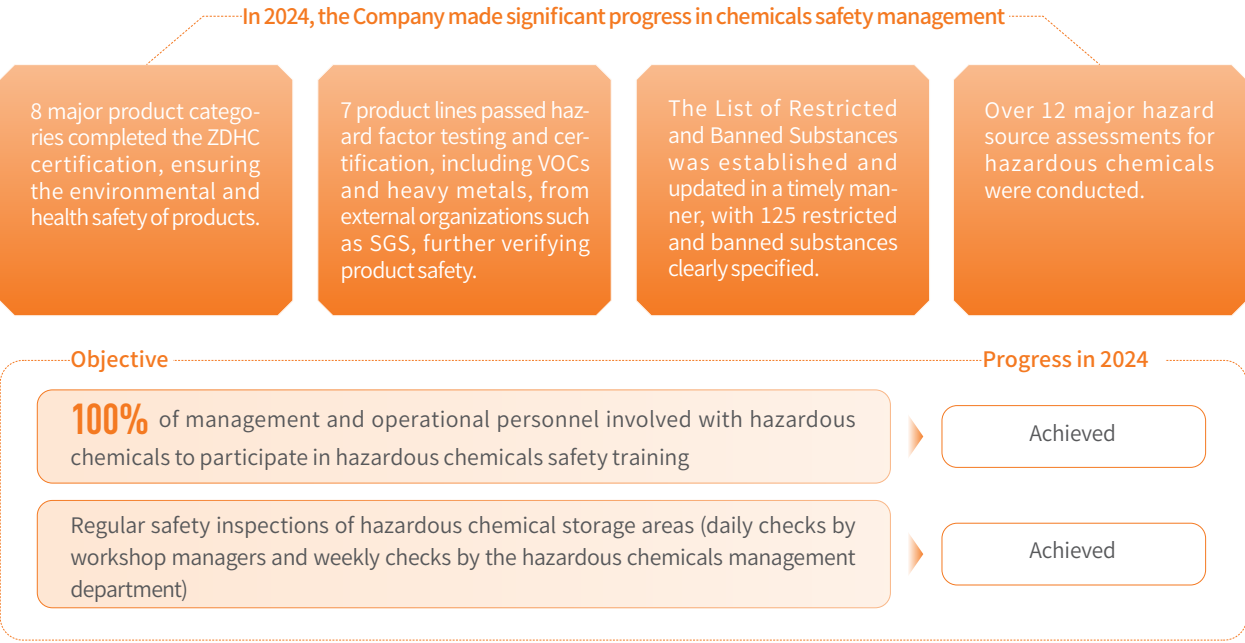 In 2024, the Company made significant progress in chemicals safety management
8 major product catego-
ries completed the ZDHC
certification, ensuring
the environmental and
health safety of products.
7 product lines passed haz-
ard factor testing and cer-
tification, including VOCs
and heavy metals, from
external organizations such
as SGS, further verifying
product safety.
The List of Restricted
and Banned Substances
was established and
updated in a timely man-
ner, with 125 restricted
and banned substances
clearly specified.
Over 12 major hazard
source assessments for
hazardous chemicals
were conducted.
Objective
Progress in 2024
100% of management and operational personnel involved with hazardous
chemicals to participate in hazardous chemicals safety training
Achieved
Regular safety inspections of hazardous chemical storage areas (daily checks by
workshop managers and weekly checks by the hazardous chemicals management
department)
Achieved